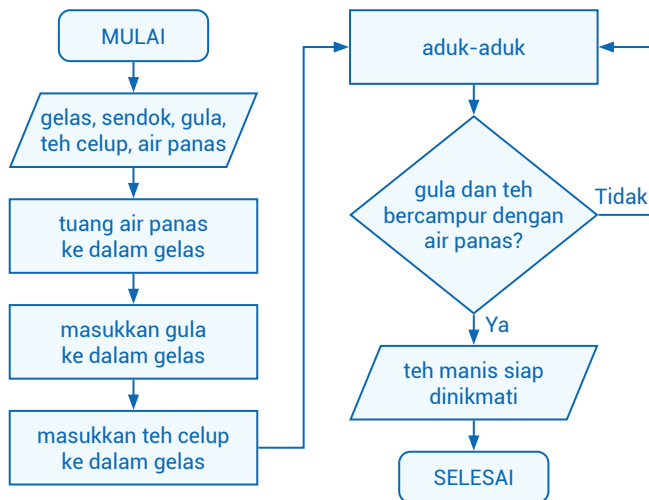 MULAI
gelas, sendok, gula,
teh celup, air panas
tuang air panas
ke dalam gelas
masukkan gula
ke dalam gelas
masukkan teh celup
ke dalam gelas
aduk-aduk
gula dan teh
bercampur dengan
air panas?
Tidak
Ya
teh manis siap
dinikmati
SELESAI